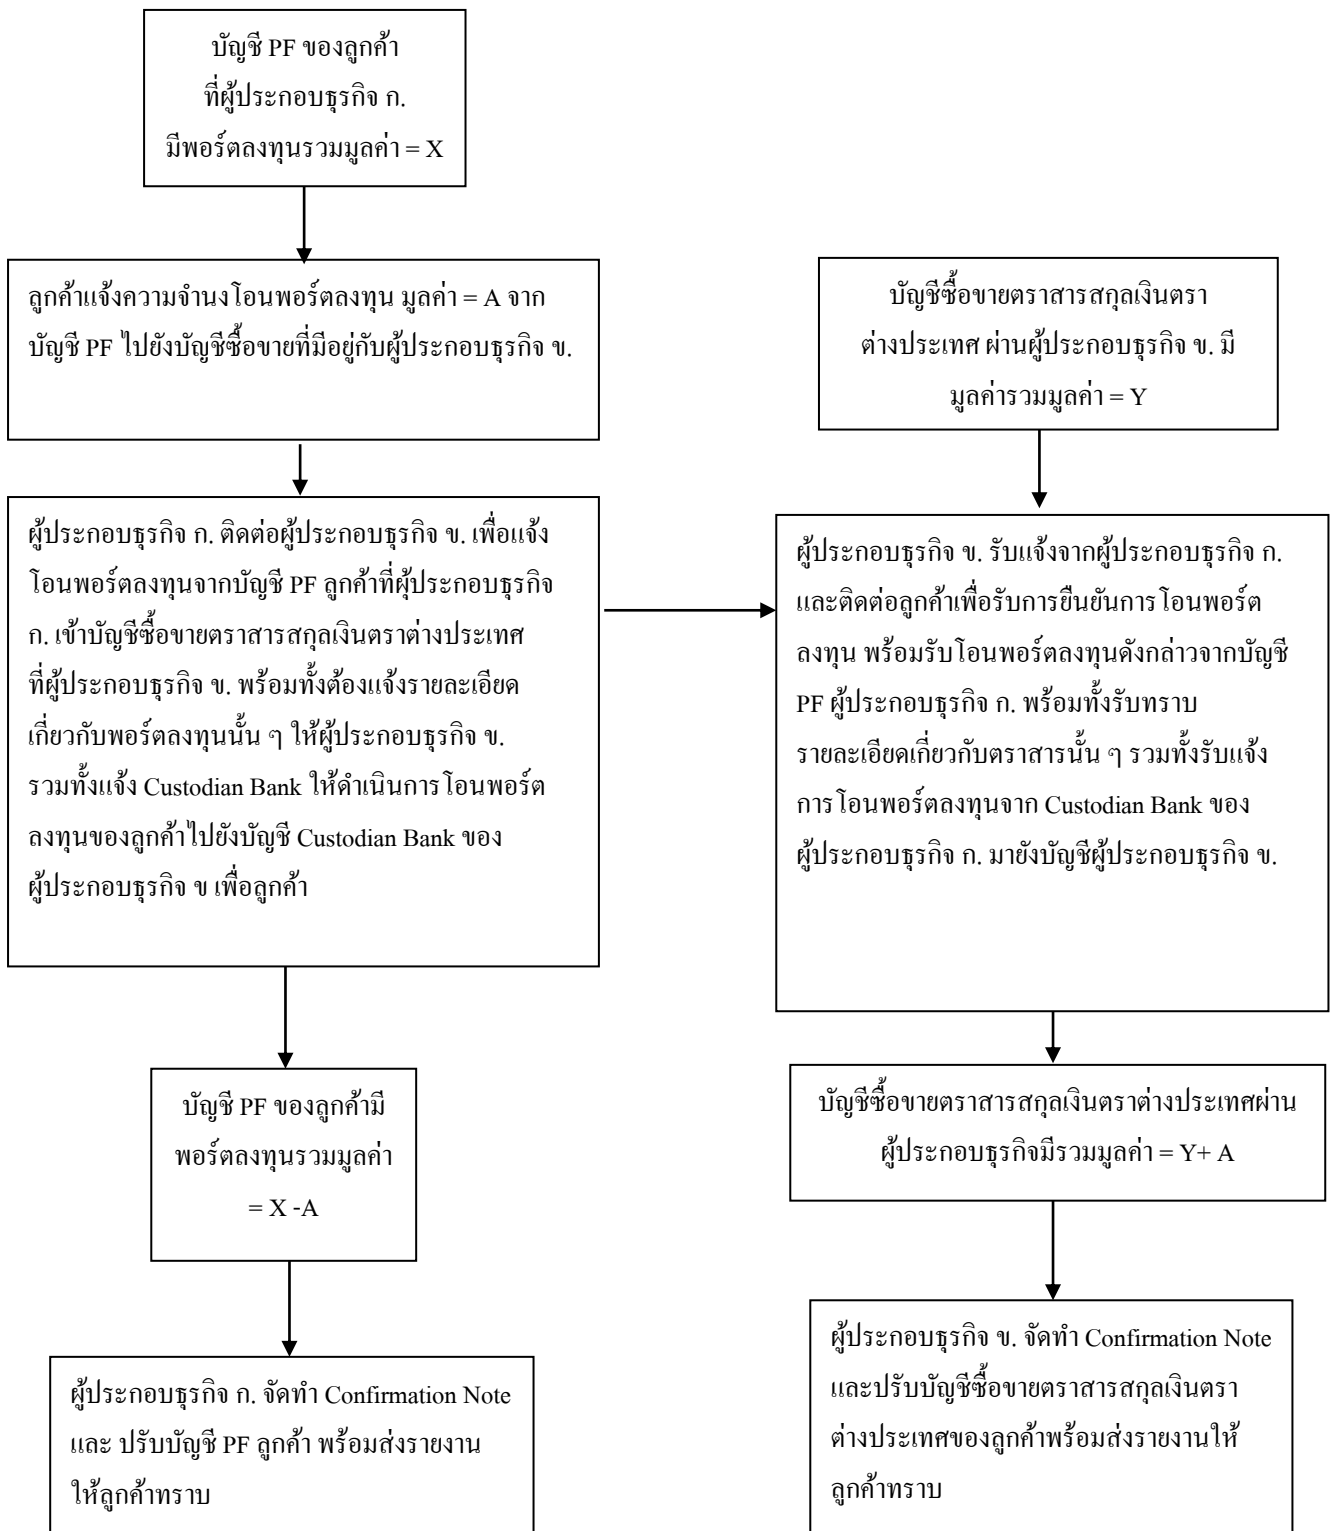 บัญชี PF ของลูกค้า
ที่ผู้ประกอบธุรกิจ ก.
มีพอร์ตลงทุนรวมมูลค่า = X
ลูกค้าแจ้งความจำนงโอนพอร์ตลงทุน มูลค่า = A จาก
บัญชี PF ไปยังบัญชีซื้อขายที่มีอยู่กับผู้ประกอบธุรกิจ ข.
บัญชีซื้อขายตราสารสกุลเงินตรา
ต่างประเทศ ผ่านผู้ประกอบธุรกิจ ข. มี
มูลค่ารวมมูลค่า = Y
ผู้ประกอบธุรกิจ ก. ติดต่อผู้ประกอบธุรกิจ ข. เพื่อแจ้ง
โอนพอร์ตลงทุนจากบัญชี PF ลูกค้าที่ผู้ประกอบธุรกิจ
ก. เข้าบัญชีซื้อขายตราสารสกุลเงินตราต่างประเทศ
ที่ผู้ประกอบธุรกิจ ข. พร้อมทั้งต้องแจ้งรายละเอียด
เกี่ยวกับพอร์ตลงทุนนั้น ๆ ให้ผู้ประกอบธุรกิจ ข.
รวมทั้งแจ้ง Custodian Bank ให้ดำเนินการโอนพอร์ต
ลงทุนของลูกค้าไปยังบัญชี Custodian Bank ของ
ผู้ประกอบธุรกิจ ข เพื่อลูกค้า
ผู้ประกอบธุรกิจ ข. รับแจ้งจากผู้ประกอบธุรกิจ ก.
และติดต่อลูกค้าเพื่อรับการยืนยันการโอนพอร์ต
ลงทุน พร้อมรับโอนพอร์ตลงทุนดังกล่าวจากบัญชี
PF ผู้ประกอบธุรกิจ ก. พร้อมทั้งรับทราบ
รายละเอียดเกี่ยวกับตราสารนั้น ๆ รวมทั้งรับแจ้ง
การโอนพอร์ตลงทุนจาก Custodian Bank ของ
ผู้ประกอบธุรกิจ ก. มายังบัญชีผู้ประกอบธุรกิจ ข.
บัญชี PF ของลูกค้ามี
พอร์ตลงทุนรวมมูลค่า
= X -A
บัญชีซื้อขายตราสารสกุลเงินตราต่างประเทศผ่าน
ผู้ประกอบธุรกิจมีรวมมูลค่า = Y+ A
ผู้ประกอบธุรกิจ ก. จัดทำ Confirmation Note
และ ปรับบัญชี PF ลูกค้า พร้อมส่งรายงาน
ให้ลูกค้าทราบ
ผู้ประกอบธุรกิจ ข. จัดทำ Confirmation Note
และปรับบัญชีซื้อขายตราสารสกุลเงินตรา
ต่างประเทศของลูกค้าพร้อมส่งรายงานให้
ลูกค้าทราบ